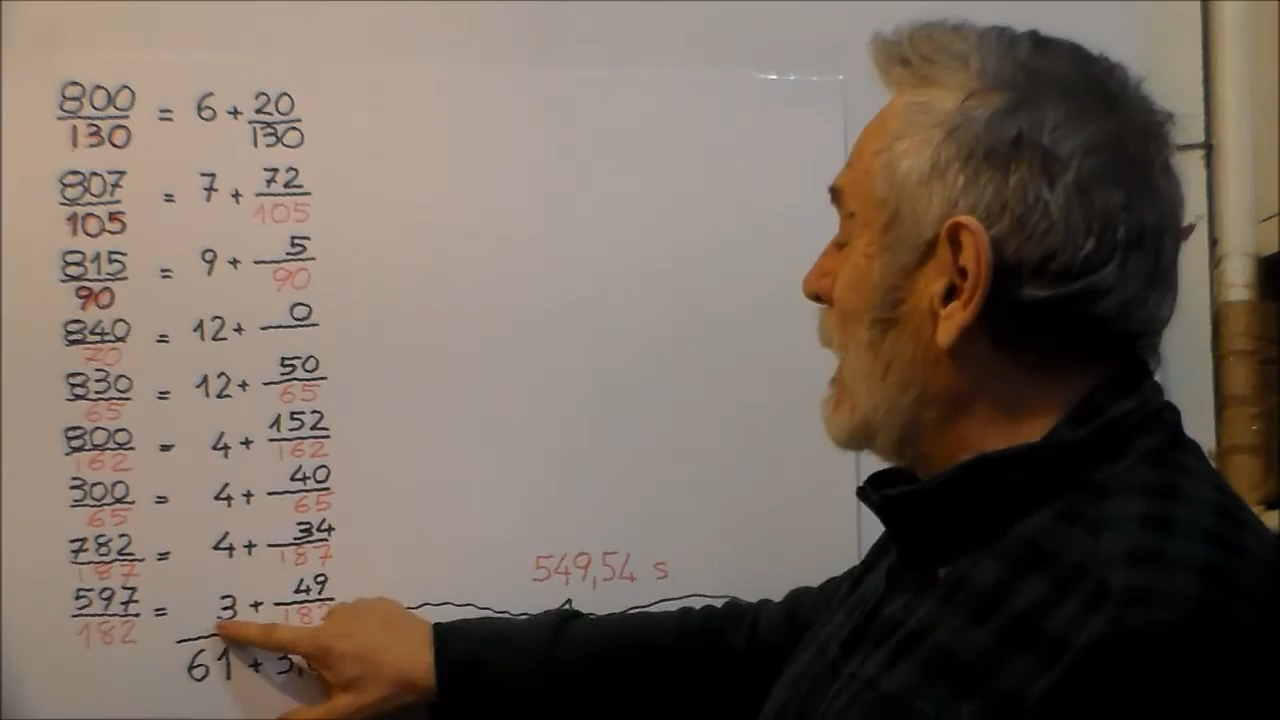 800/130 = 6 + 20/130
807/105 = 7 + 72/105
815/90 = 9 + 5/90
840/70 = 12 + 0/
830/65 = 12 + 50/65
800/162 = 4 + 152/162
300/65 = 4 + 40/65
782/187 = 4 + 34/187
597/182 = 3 + 49/182
549,54 s
61 + 3,